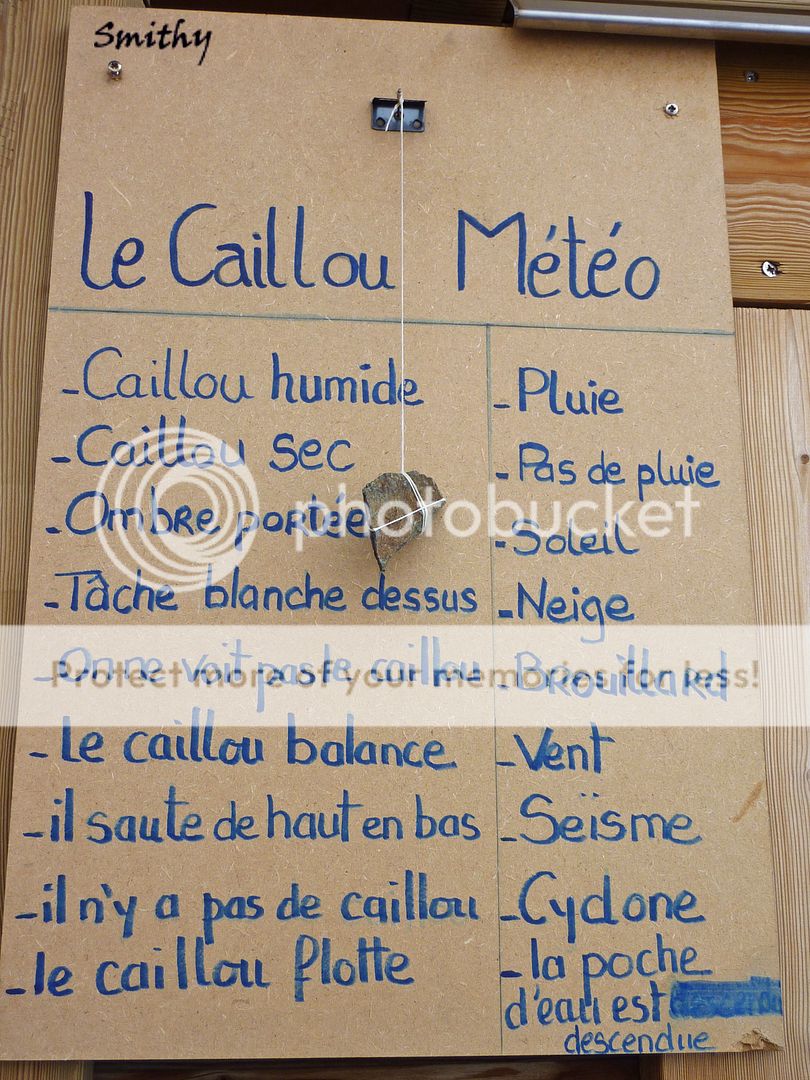 Smithy
Le Caillou Météo
-Caillou humide -Pluie
-Caillou sec -Pas de pluie
-Ombre portée -Soleil
photobucket
-Tâche blanche dessus -Neige
-On ne voit pas le caillou -Brouillard
Protect more of your memories for less!
-Le caillou balance -Vent
-il saute de haut en bas -Seïsme
-il n'y a pas de caillou -Cyclone
-le caillou flotte -la poche
d'eau est
descendue